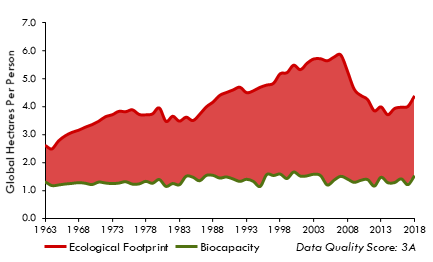 Global Hectares Per Person
7.0
6.0
5.0
4.0
3.0
2.0
1.0
0.0
1963 1968 1973 1978 1983 1988 1993 1998 2003 2008 2013 2018
Ecological Footprint Biocapacity Data Quality Score: 3A